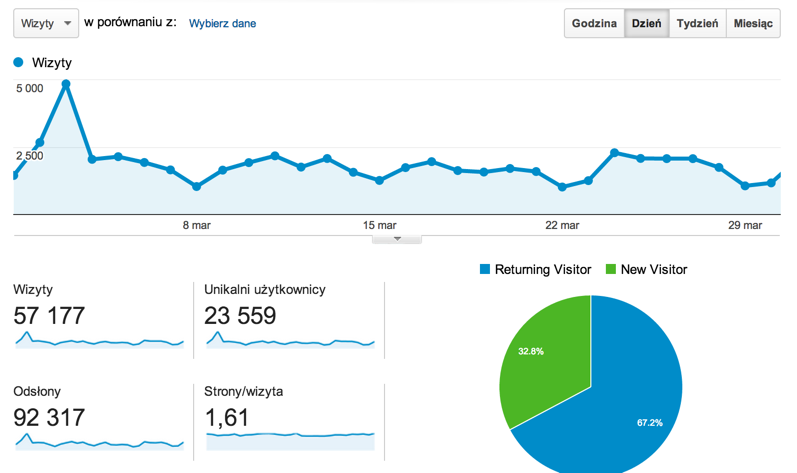 Wizyty w porównaniu z: Wybierz dane Godzina Dzień Tydzień Miesiąc
Wizyty
5 000
2,500
8 mar 15 mar 22 mar 29 mar
Returning Visitor New Visitor
Wizyty Unikalni użytkownicy
57 177 23 559
32.8%
Odsłony Strony/wizyta
92 317 1,61
67.2%